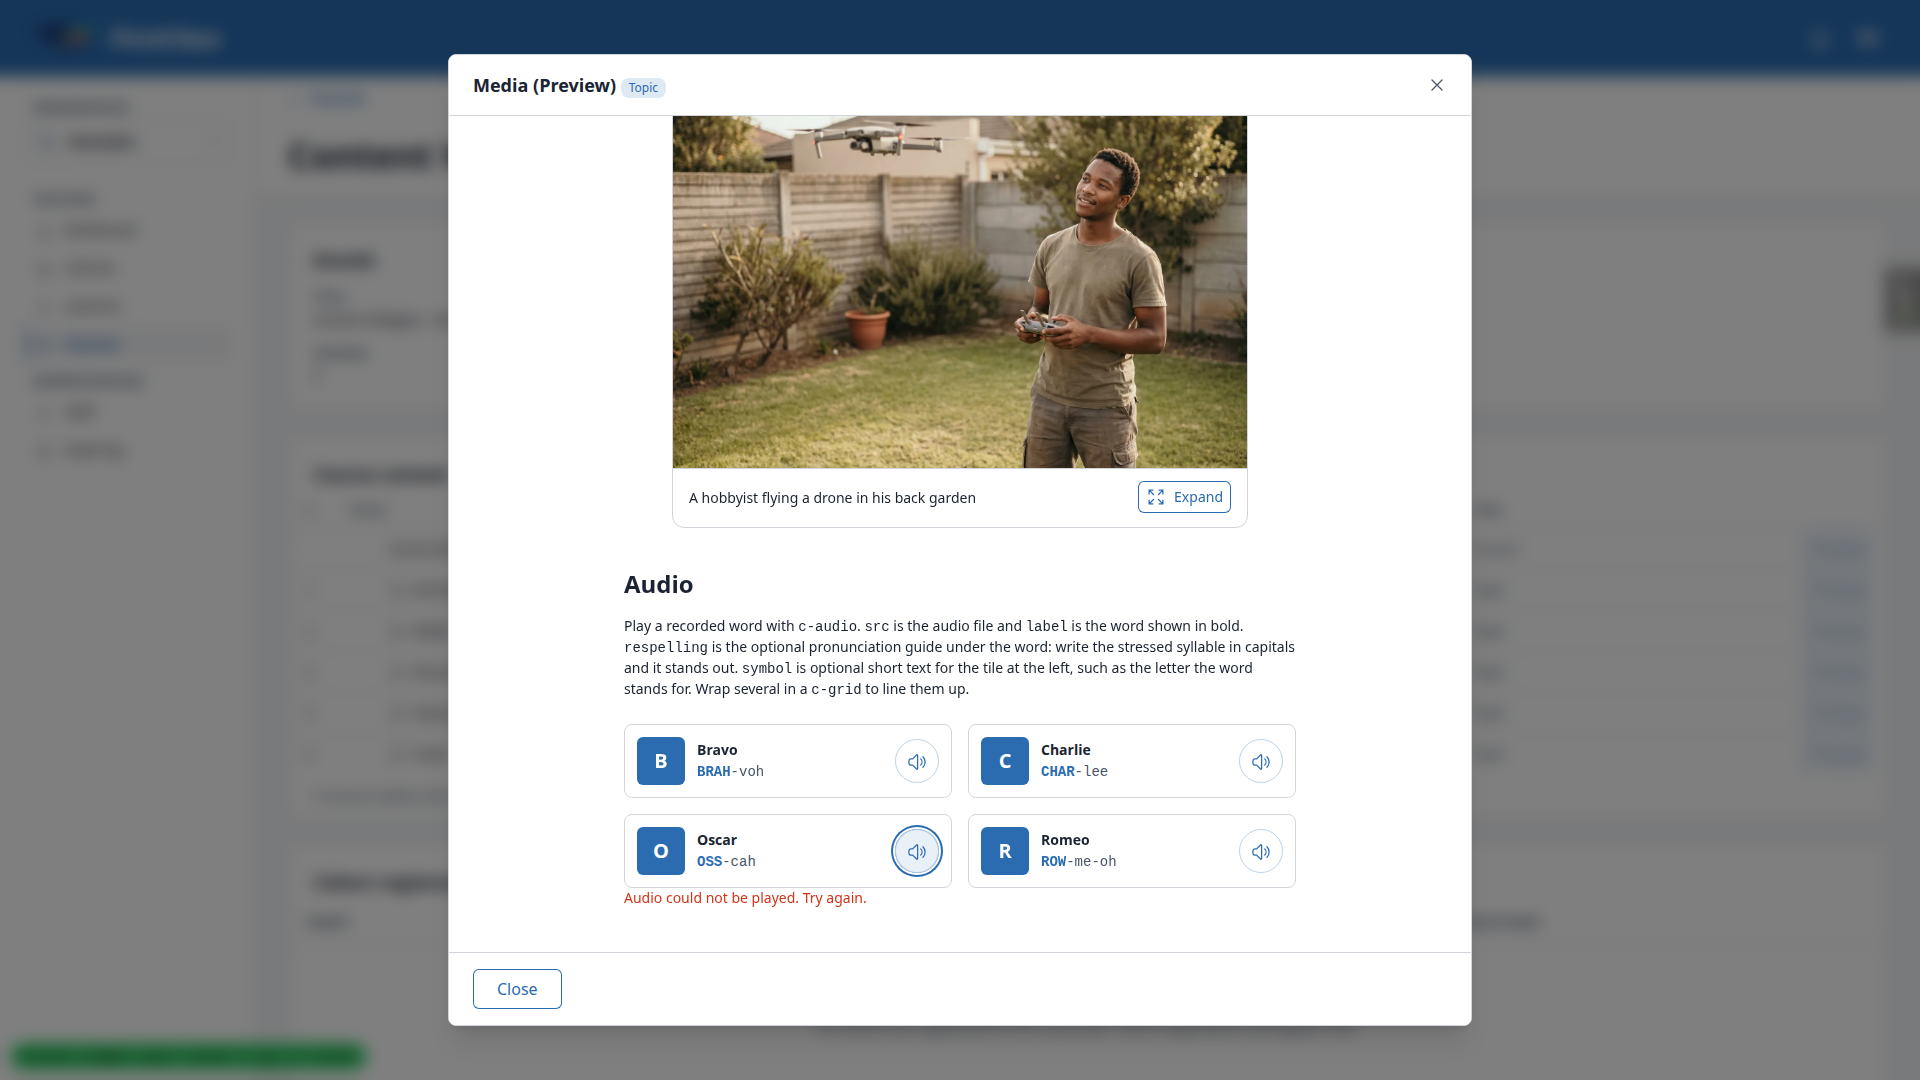 Media (Preview) Topic
A hobbyist flying a drone in his back garden
Expand
Audio
Play a recorded word with c-audio. src is the audio file and label is the word shown in bold.
respelling is the optional pronunciation guide under the word: write the stressed syllable in capitals
and it stands out. symbol is optional short text for the tile at the left, such as the letter the word
stands for. Wrap several in a c-grid to line them up.
B
Bravo
BRAH-voh
C
Charlie
CHAR-lee
O
Oscar
OSS-cah
R
Romeo
ROW-me-oh
Audio could not be played. Try again.
Close